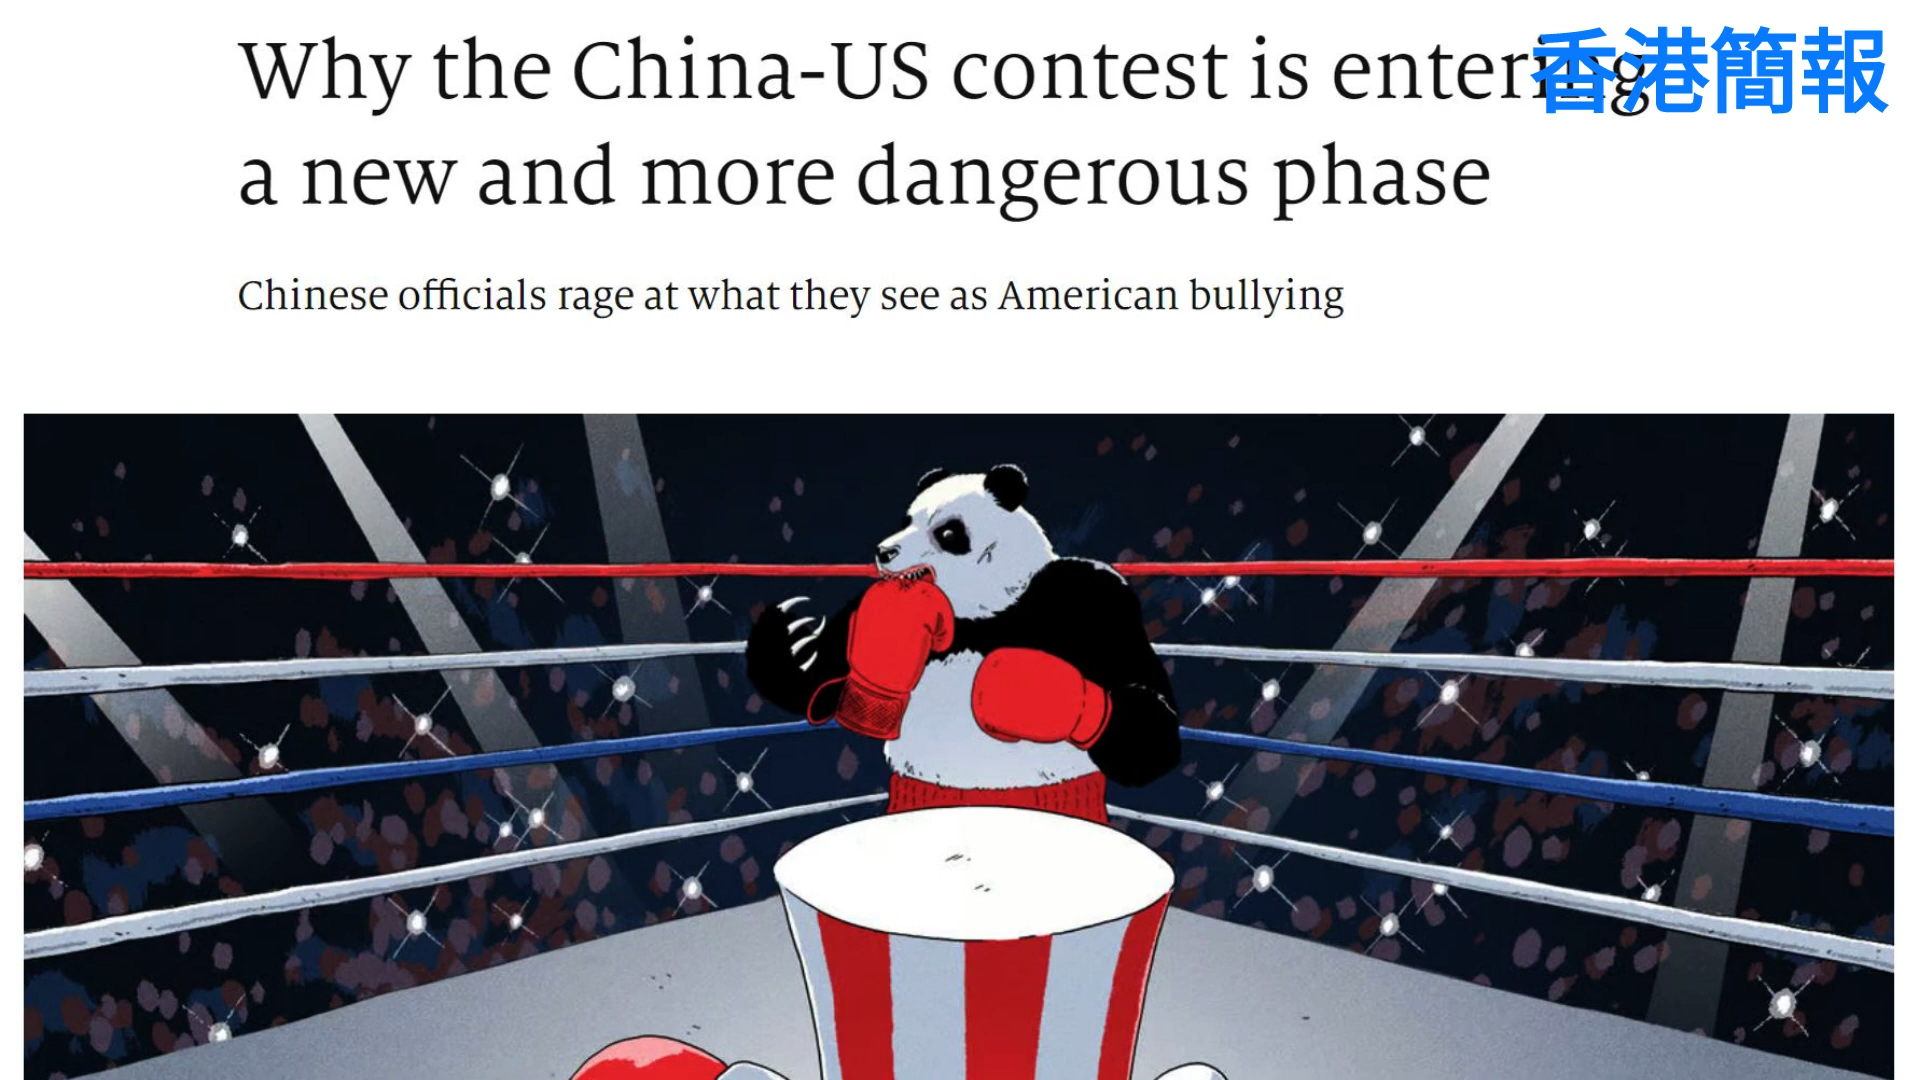 Why the China-US contest is entering
香港簡報
a new and more dangerous phase
Chinese officials rage at what they see as American bullying